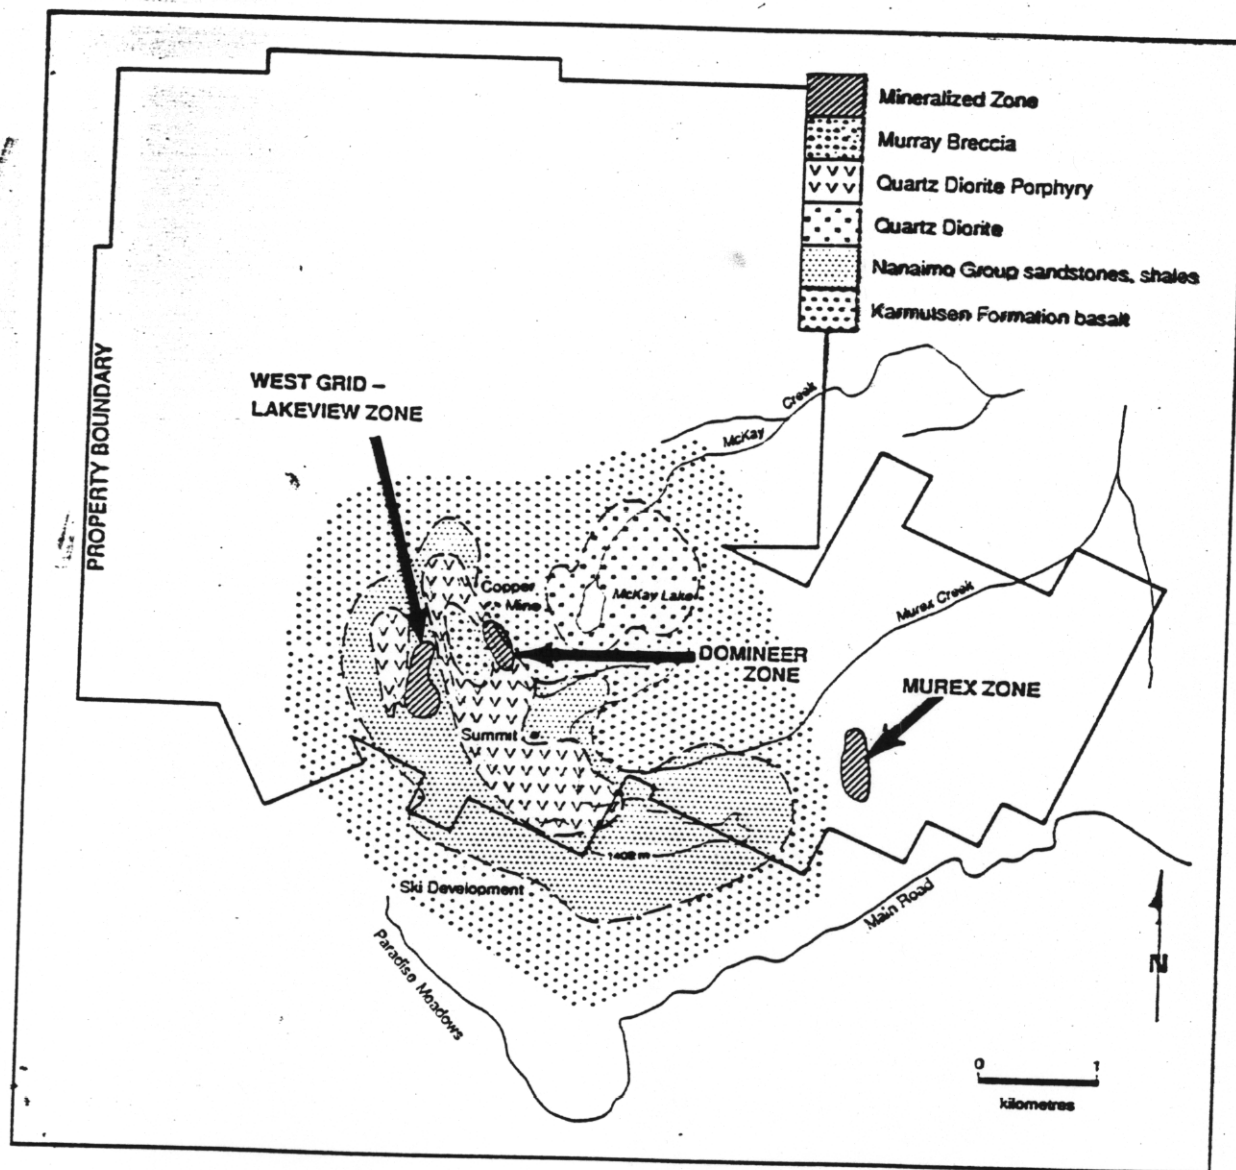 Mineralized Zone
Murray Breccia
Quartz Diorite Porphyry
Quartz Diorite
Nanaimo Group sandstones, shales
Karmutsen Formation basalt
PROPERTY BOUNDARY
WEST GRID –
LAKEVIEW ZONE
McKay Creek
Copper
Mine
McKay Lake
Murex Creek
DOMINEER
ZONE
MUREX ZONE
Summit
1402 m
Ski Development
Paradise Meadows
Main Road
N
0 1
kilometres